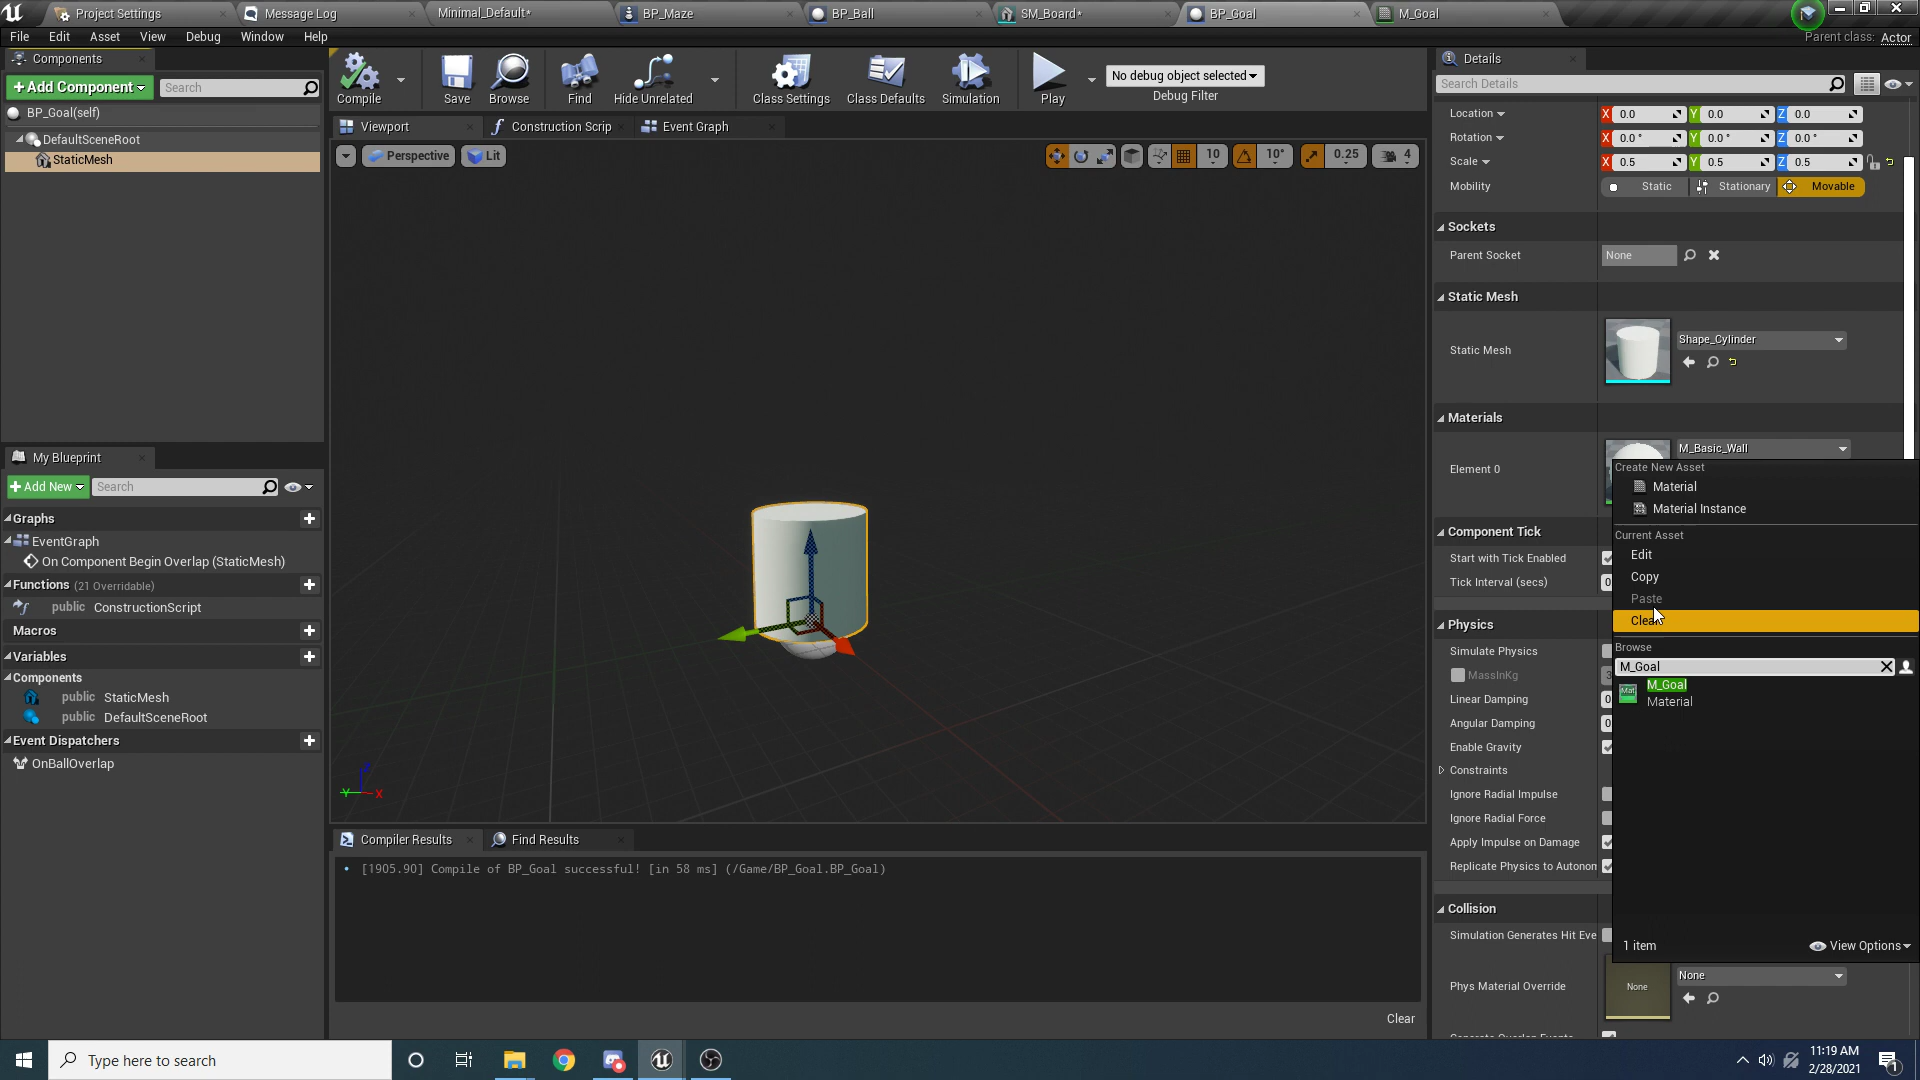 Project Settings
Message Log
Minimal_Default*
BP_Maze
BP_Ball
SM_Board*
BP_Goal
M_Goal
File Edit Asset View Debug Window Help
Parent class: Actor
Components
+Add Component
Search
BP_Goal(self)
DefaultSceneRoot
StaticMesh
Compile
Save
Browse
Find
Hide Unrelated
Class Settings
Class Defaults
Simulation
Play
No debug object selected
Debug Filter
Viewport
Construction Scrip
Event Graph
Perspective
Lit
10
10°
0.25
4
My Blueprint
+Add New
Search
Graphs
EventGraph
On Component Begin Overlap (StaticMesh)
Functions (21 Overridable)
public ConstructionScript
Macros
Variables
Components
public StaticMesh
public DefaultSceneRoot
Event Dispatchers
OnBallOverlap
Y
X
Compiler Results
Find Results
[1905.90] Compile of BP_Goal successful! [in 58 ms] (/Game/BP_Goal.BP_Goal)
Clear
Details
Search Details
Location X 0.0 Y 0.0 Z 0.0
Rotation X 0.0° Y 0.0° Z 0.0°
Scale X 0.5 Y 0.5 Z 0.5
Mobility Static Stationary Movable
Sockets
Parent Socket None
Static Mesh
Static Mesh Shape_Cylinder
Materials
Element 0 M_Basic_Wall
Component Tick
Start with Tick Enabled
Tick Interval (secs) 0
Physics
Simulate Physics
MassInKg
Linear Damping 0
Angular Damping 0
Enable Gravity
Constraints
Ignore Radial Impulse
Ignore Radial Force
Apply Impulse on Damage
Replicate Physics to Autonom
Collision
Simulation Generates Hit Eve
Phys Material Override None None
Create New Asset
Material
Material Instance
Current Asset
Edit
Copy
Paste
Browse
M_Goal
M_Goal
Material
1 item
View Options
Type here to search
11:19 AM
2/28/2021
1